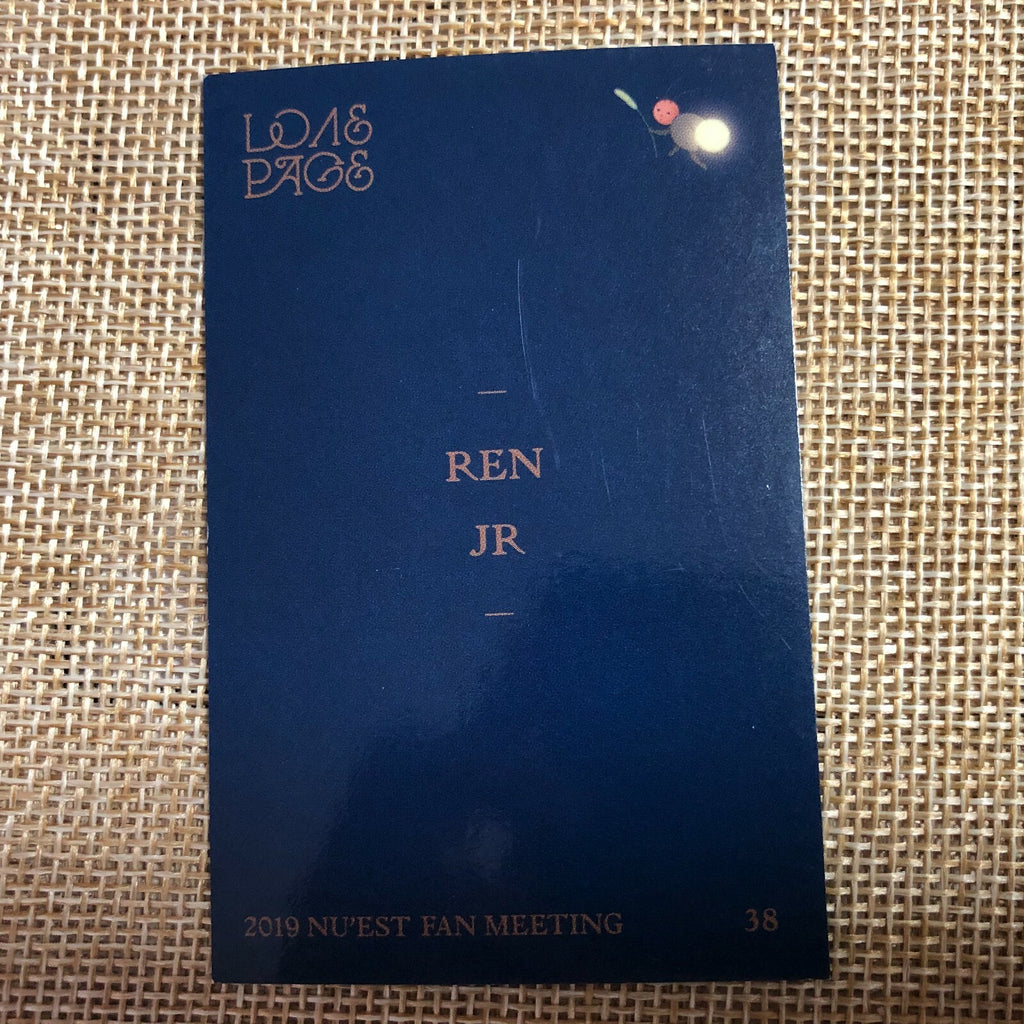 LOVE
PAGE
REN
JR
2019 NU'EST FAN MEETING
38